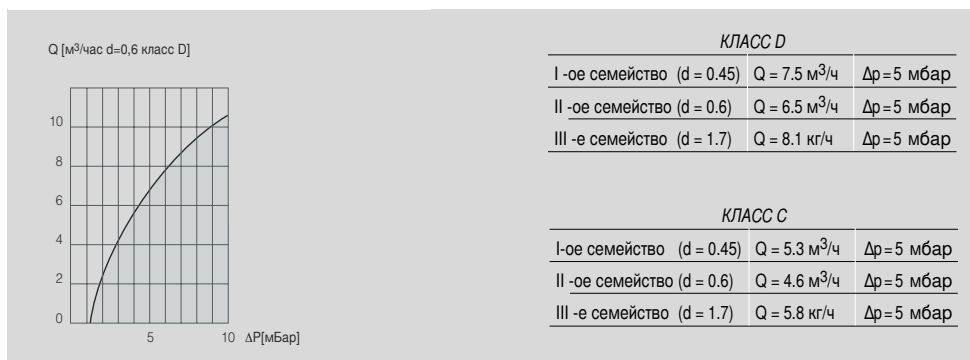 Q [м³/час d=0,6 класс D]
10
8
6
4
2
0
5 10 ΔP[мБар]
КЛАСС D
I -ое семейство (d = 0.45) Q = 7.5 м³/ч Δp=5 мбар
II -ое семейство (d = 0.6) Q = 6.5 м³/ч Δp=5 мбар
III -е семейство (d = 1.7) Q = 8.1 кг/ч Δp=5 мбар
КЛАСС C
I-ое семейство (d = 0.45) Q = 5.3 м³/ч Δp=5 мбар
II -ое семейство (d = 0.6) Q = 4.6 м³/ч Δp=5 мбар
III -е семейство (d = 1.7) Q = 5.8 кг/ч Δp=5 мбар